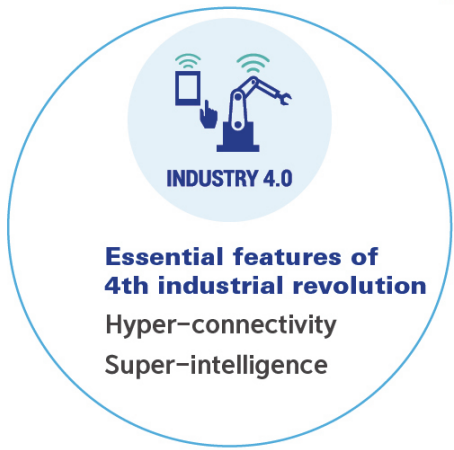 INDUSTRY 4.0
Essential features of
4th industrial revolution
Hyper-connectivity
Super-intelligence